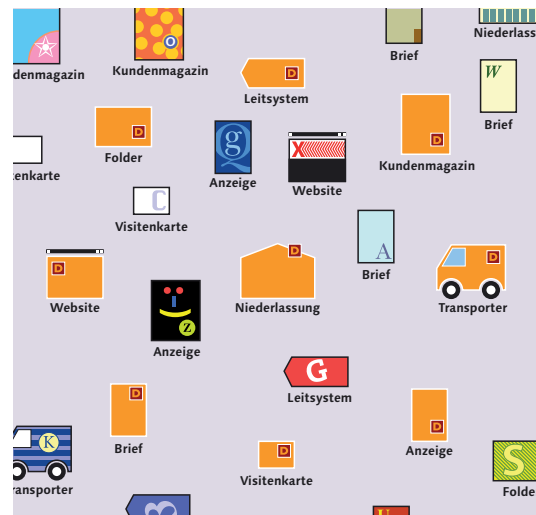 Niederlass
Brief
denmagazin
O
Kundenmagazin
D
Leitsystem
W
Brief
D
Folder
g
Anzeige
X
Website
D
Kundenmagazin
enkarte
C
Visitenkarte
A
Brief
D
Website
Z
Anzeige
D
Niederlassung
D
Transporter
G
Leitsystem
D
Brief
K
ransporter
D
Visitenkarte
D
Anzeige
S
Folde